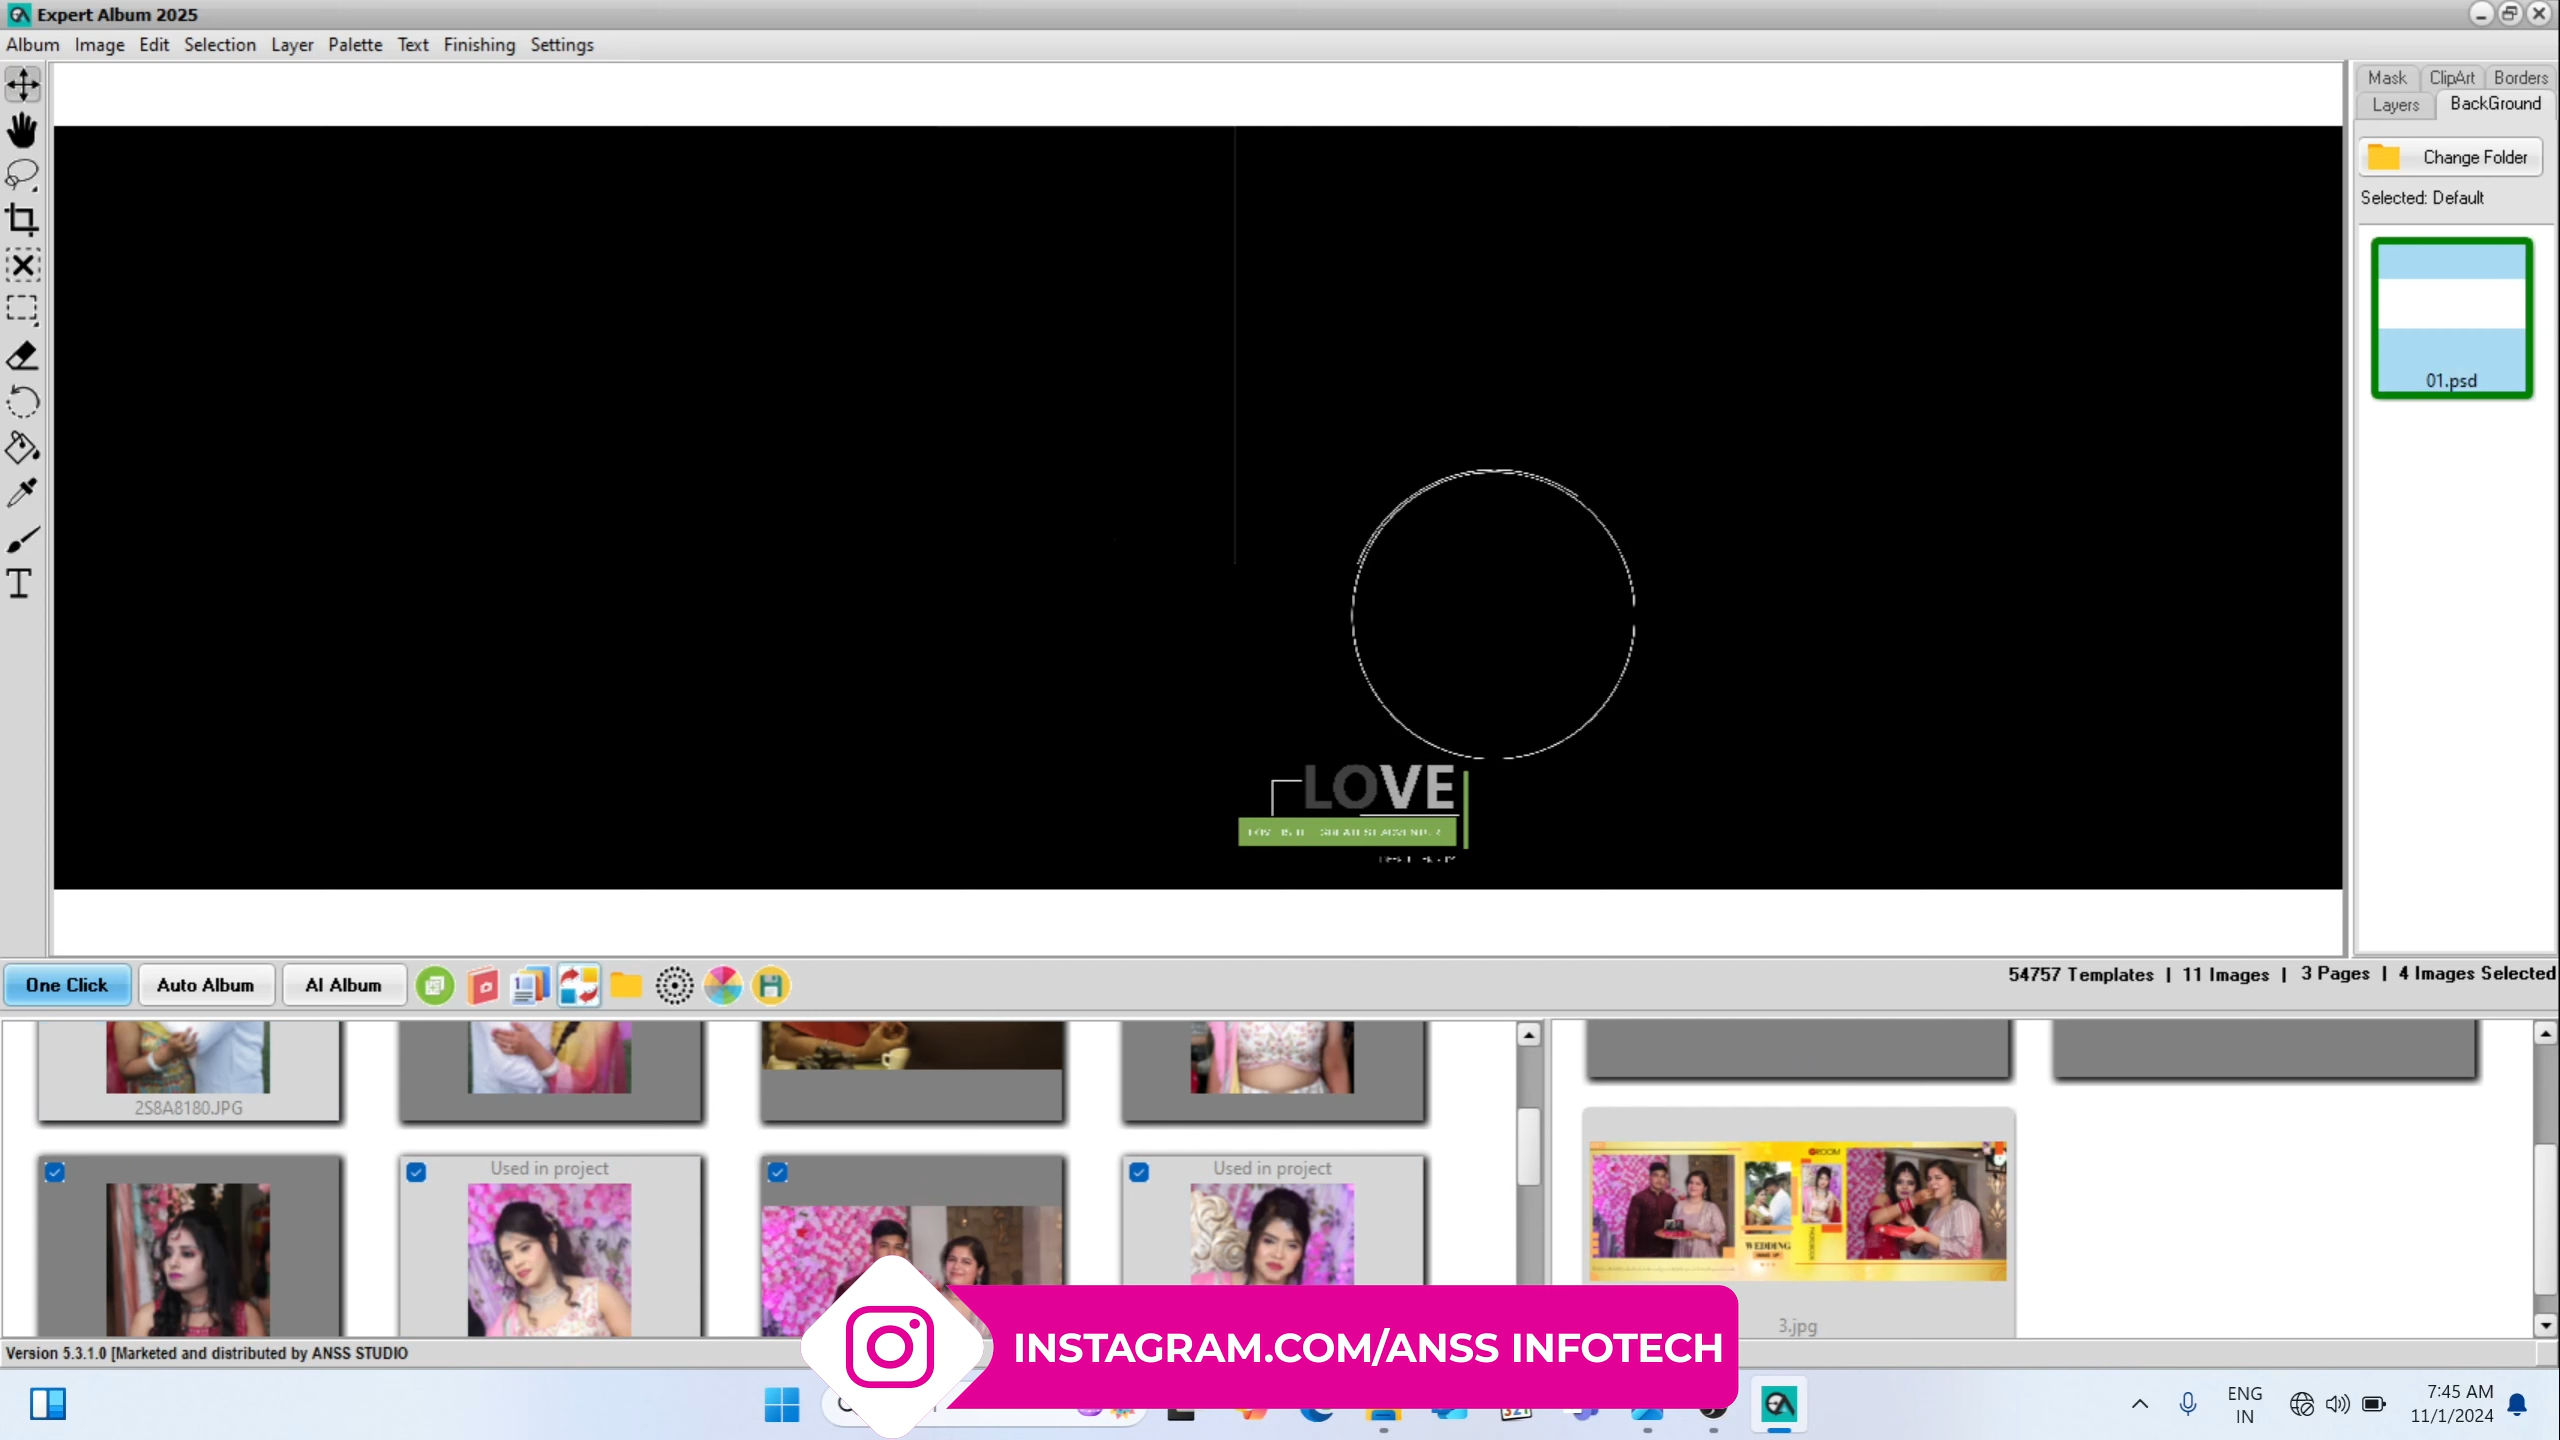 Expert Album 2025
Album Image Edit Selection Layer Palette Text Finishing Settings
Mask ClipArt Borders
Layers BackGround
Change Folder
Selected: Default
01.psd
LOVE
One Click Auto Album AI Album
54757 Templates | 11 Images | 3 Pages | 4 Images Selected
2S8A8180.JPG
Used in project
Used in project
GROOM
WEDDING
3.jpg
INSTAGRAM.COM/ANSS INFOTECH
Version 5.3.1.0 [Marketed and distributed by ANSS STUDIO
ENG
IN
7:45 AM
11/1/2024